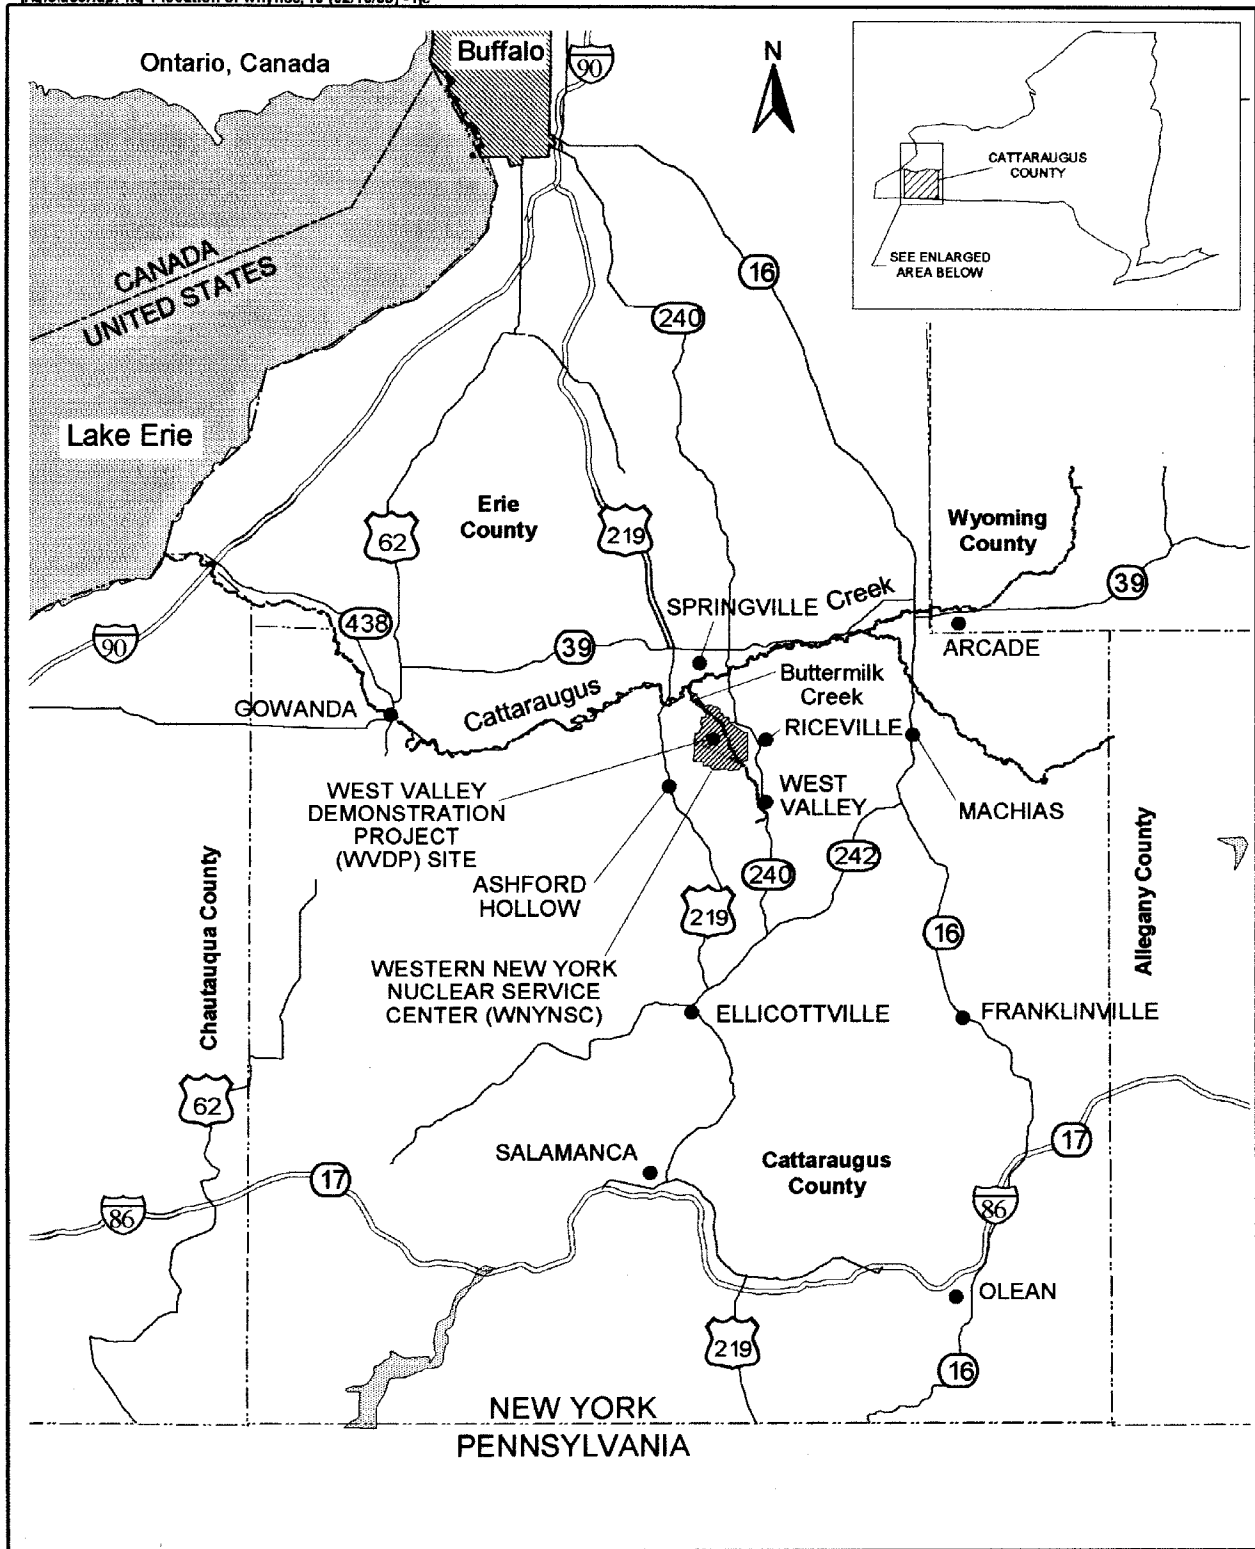 Ontario, Canada
Buffalo
90
N
CATTARAUGUS
COUNTY
SEE ENLARGED
AREA BELOW
CANADA
UNITED STATES
16
240
Lake Erie
Erie
County
62
219
Wyoming
County
39
SPRINGVILLE
Creek
90
438
39
ARCADE
Buttermilk
Creek
Cattaraugus
GOWANDA
RICEVILLE
WEST VALLEY
DEMONSTRATION
PROJECT
(WVDP) SITE
WEST
VALLEY
MACHIAS
242
240
ASHFORD
HOLLOW
219
16
Chautauqua County
Allegany County
WESTERN NEW YORK
NUCLEAR SERVICE
CENTER (WNYNSC)
ELLICOTTVILLE
FRANKLINVILLE
62
17
SALAMANCA
Cattaraugus
County
17
86
86
OLEAN
219
16
NEW YORK
PENNSYLVANIA